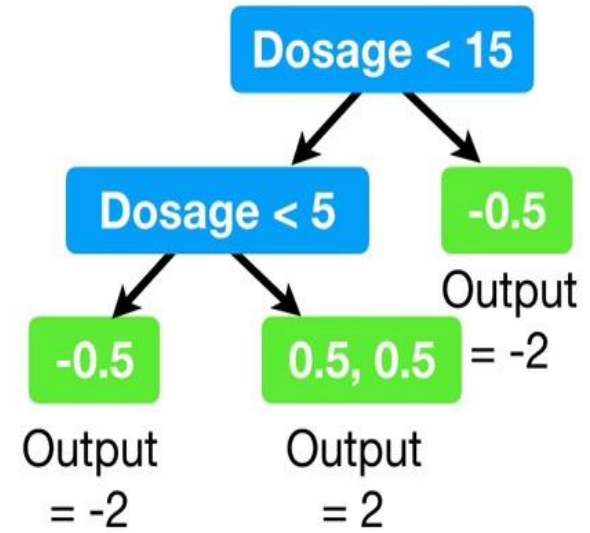 Dosage < 15
Dosage < 5
-0.5
Output
= -2
-0.5
0.5, 0.5
Output
= -2
Output
= 2